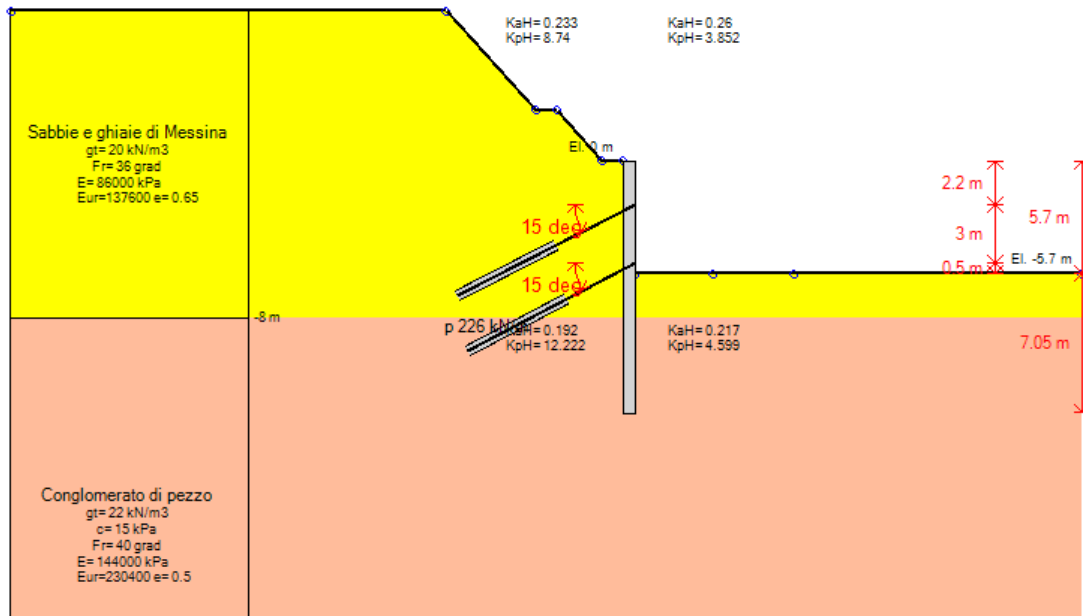 KaH= 0.233
KpH= 8.74
KaH= 0.26
KpH= 3.852
Sabbie e ghiaie di Messina
gt= 20 kN/m3
Fr= 36 grad
E= 86000 kPa
Eur=137600 e= 0.65
El. 0 m
2.2 m
5.7 m
3 m
15 deg
El. -5.7 m
0.5 m
15 deg
-8 m
p 226 kN
KaH= 0.192
KpH= 12.222
KaH= 0.217
KpH= 4.599
7.05 m
Conglomerato di pezzo
gt= 22 kN/m3
c= 15 kPa
Fr= 40 grad
E= 144000 kPa
Eur=230400 e= 0.5